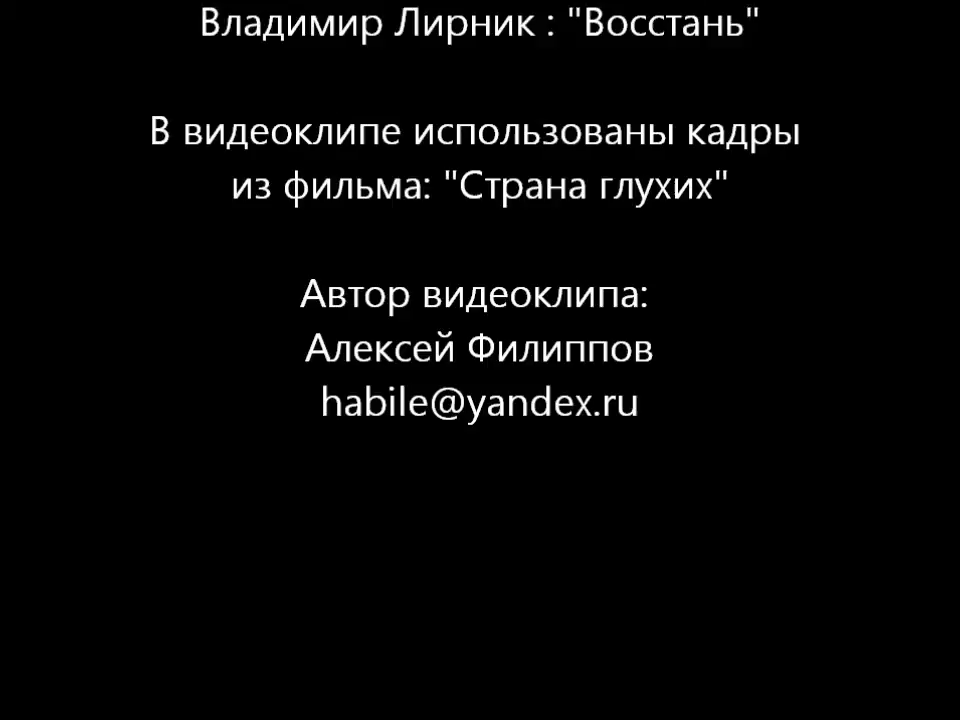 Владимир Лирник : "Восстань"
В видеоклипе использованы кадры
из фильма: "Страна глухих"
Автор видеоклипа:
Алексей Филиппов
habile@yandex.ru